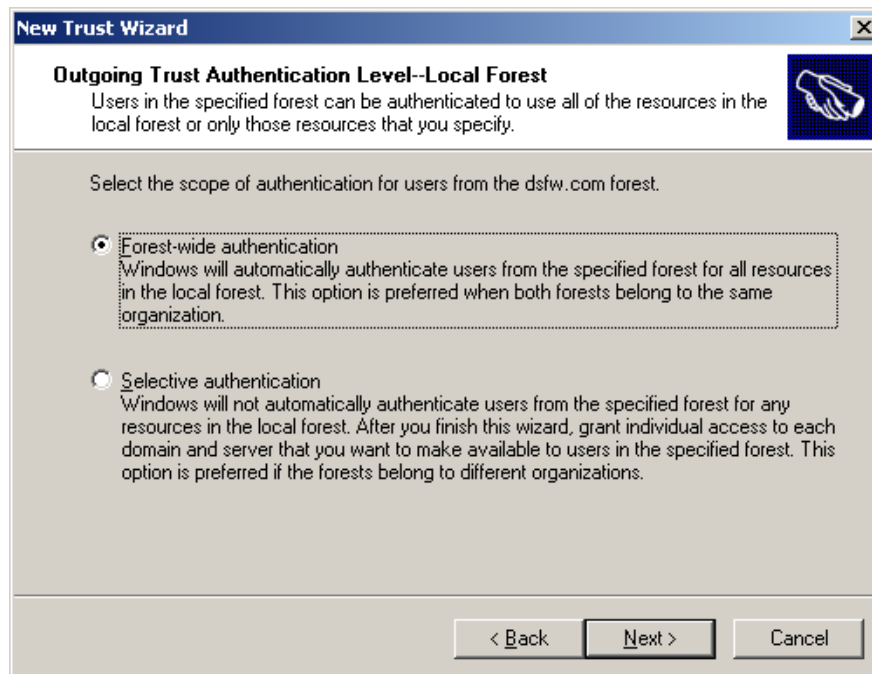 New Trust Wizard
Outgoing Trust Authentication Level--Local Forest
Users in the specified forest can be authenticated to use all of the resources in the
local forest or only those resources that you specify.
Select the scope of authentication for users from the dsfw.com forest.
Forest-wide authentication
Windows will automatically authenticate users from the specified forest for all resources
in the local forest. This option is preferred when both forests belong to the same
organization.
Selective authentication
Windows will not automatically authenticate users from the specified forest for any
resources in the local forest. After you finish this wizard, grant individual access to each
domain and server that you want to make available to users in the specified forest. This
option is preferred if the forests belong to different organizations.
< Back
Next >
Cancel